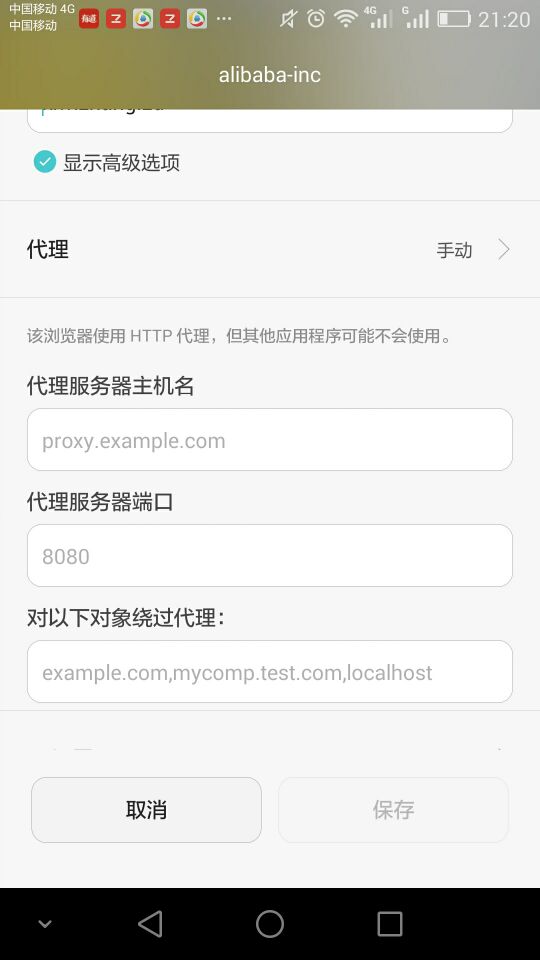 中国移动 4G
中国移动
有道
4G
G
21:20
alibaba-inc
显示高级选项
代理
手动
该浏览器使用 HTTP 代理，但其他应用程序可能不会使用。
代理服务器主机名
proxy.example.com
代理服务器端口
8080
对以下对象绕过代理：
example.com,mycomp.test.com,localhost
取消
保存